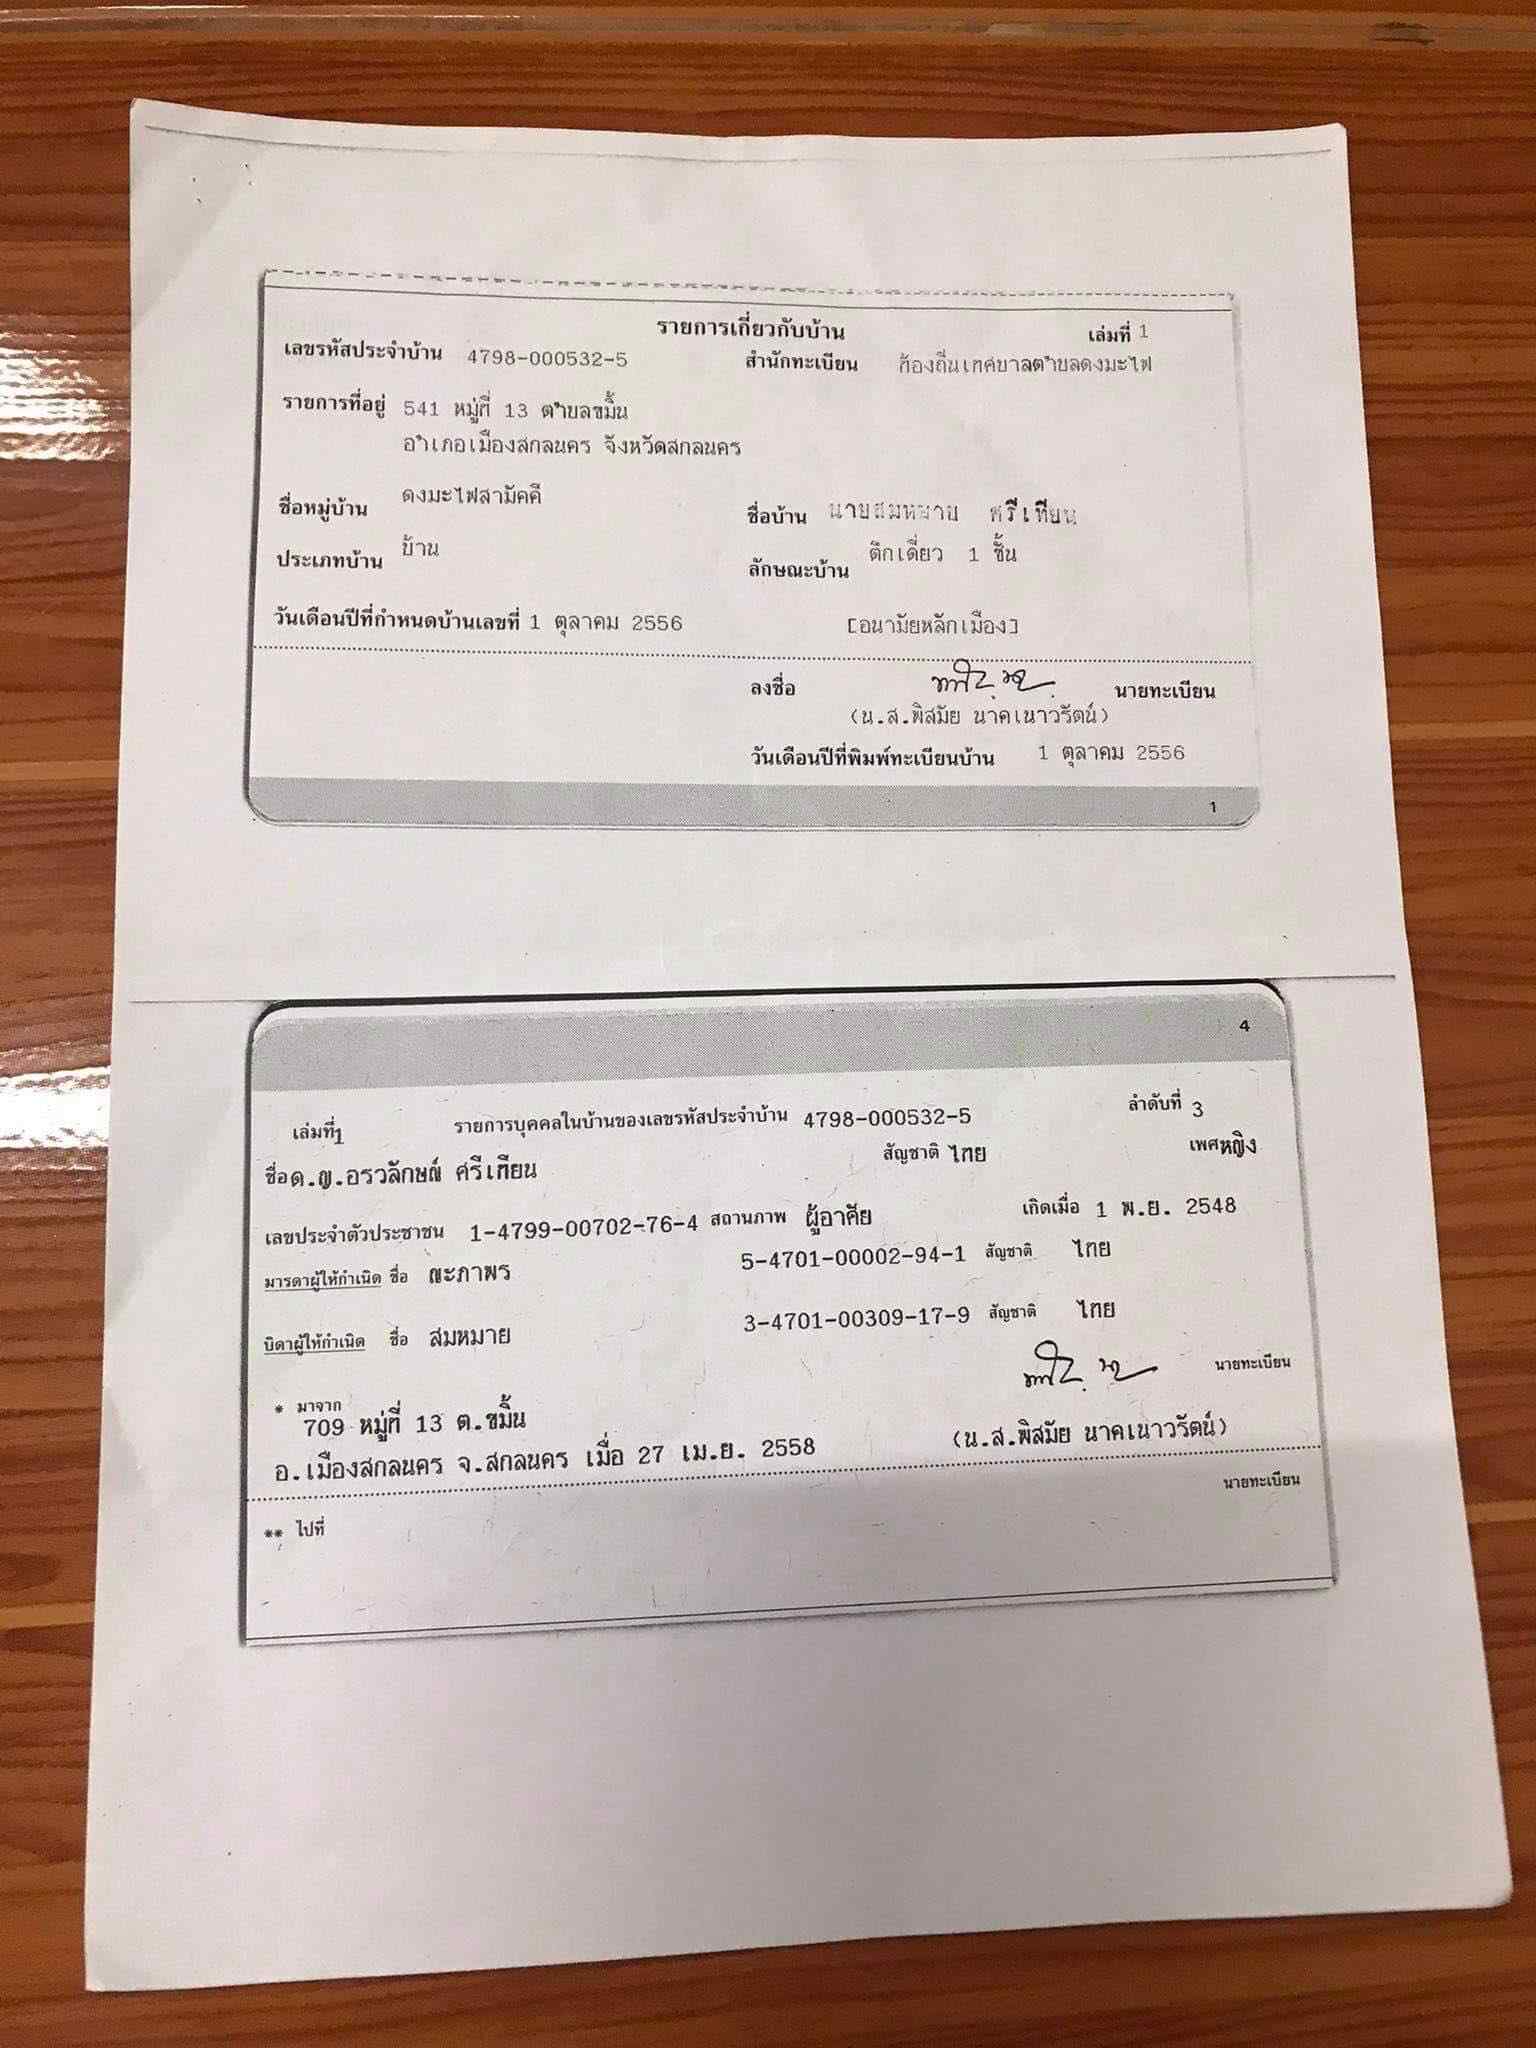 รายการเกี่ยวกับบ้าน เล่มที่ 1
เลขรหัสประจำบ้าน 4798-000532-5 สำนักทะเบียน ท้องถิ่นเทศบาลตำบลดงมะไฟ
รายการที่อยู่ 541 หมู่ที่ 13 ตำบลขมิ้น
อำเภอเมืองสกลนคร จังหวัดสกลนคร
ชื่อหมู่บ้าน ดงมะไฟสามัคคี ชื่อบ้าน นายสมหมาย ศรีเทียน
ประเภทบ้าน บ้าน ลักษณะบ้าน ตึกเดี่ยว 1 ชั้น
วันเดือนปีที่กำหนดบ้านเลขที่ 1 ตุลาคม 2556 [อนามัยหลักเมือง]
ลงชื่อ นายทะเบียน
(น.ส.พิสมัย นาคเนาวรัตน์)
วันเดือนปีที่พิมพ์ทะเบียนบ้าน 1 ตุลาคม 2556
1
4
เล่มที่1 รายการบุคคลในบ้านของเลขรหัสประจำบ้าน 4798-000532-5 ลำดับที่ 3
ชื่อด.ญ.อรวลักษณ์ ศรีเทียน สัญชาติ ไทย เพศหญิง
เลขประจำตัวประชาชน 1-4799-00702-76-4 สถานภาพ ผู้อาศัย เกิดเมื่อ 1 พ.ย. 2548
มารดาผู้ให้กำเนิด ชื่อ ณะภาพร 5-4701-00002-94-1 สัญชาติ ไทย
บิดาผู้ให้กำเนิด ชื่อ สมหมาย 3-4701-00309-17-9 สัญชาติ ไทย
* มาจาก นายทะเบียน
709 หมู่ที่ 13 ต.ขมิ้น
อ.เมืองสกลนคร จ.สกลนคร เมื่อ 27 เม.ย. 2558 (น.ส.พิสมัย นาคเนาวรัตน์)
** ไปที่ นายทะเบียน